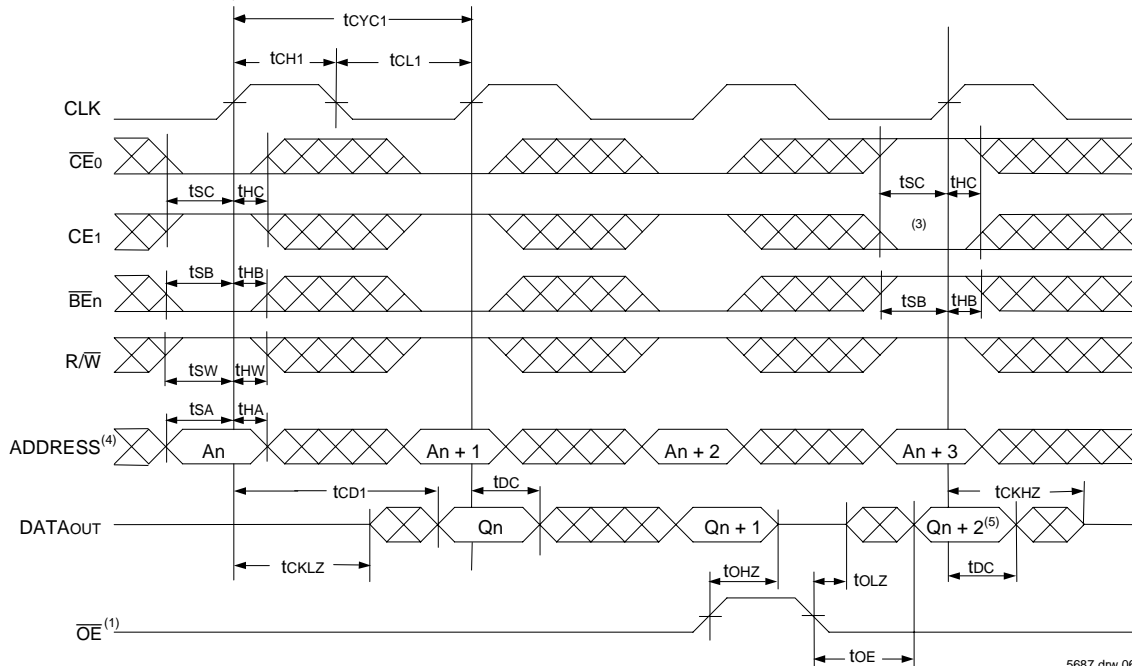 tCYC1
tCH1 tCL1
CLK
CE0
tSC tHC tSC tHC
(3)
CE1
tSB tHB
BEn
tSB tHB
R/W
tSW tHW
tSA tHA
ADDRESS(4) An An + 1 An + 2 An + 3
tCD1 tDC tCKHZ
DATAOUT Qn Qn + 1 Qn + 2(5)
tCKLZ tOHZ tOLZ tDC
OE(1)
tOE
5687 drw 06